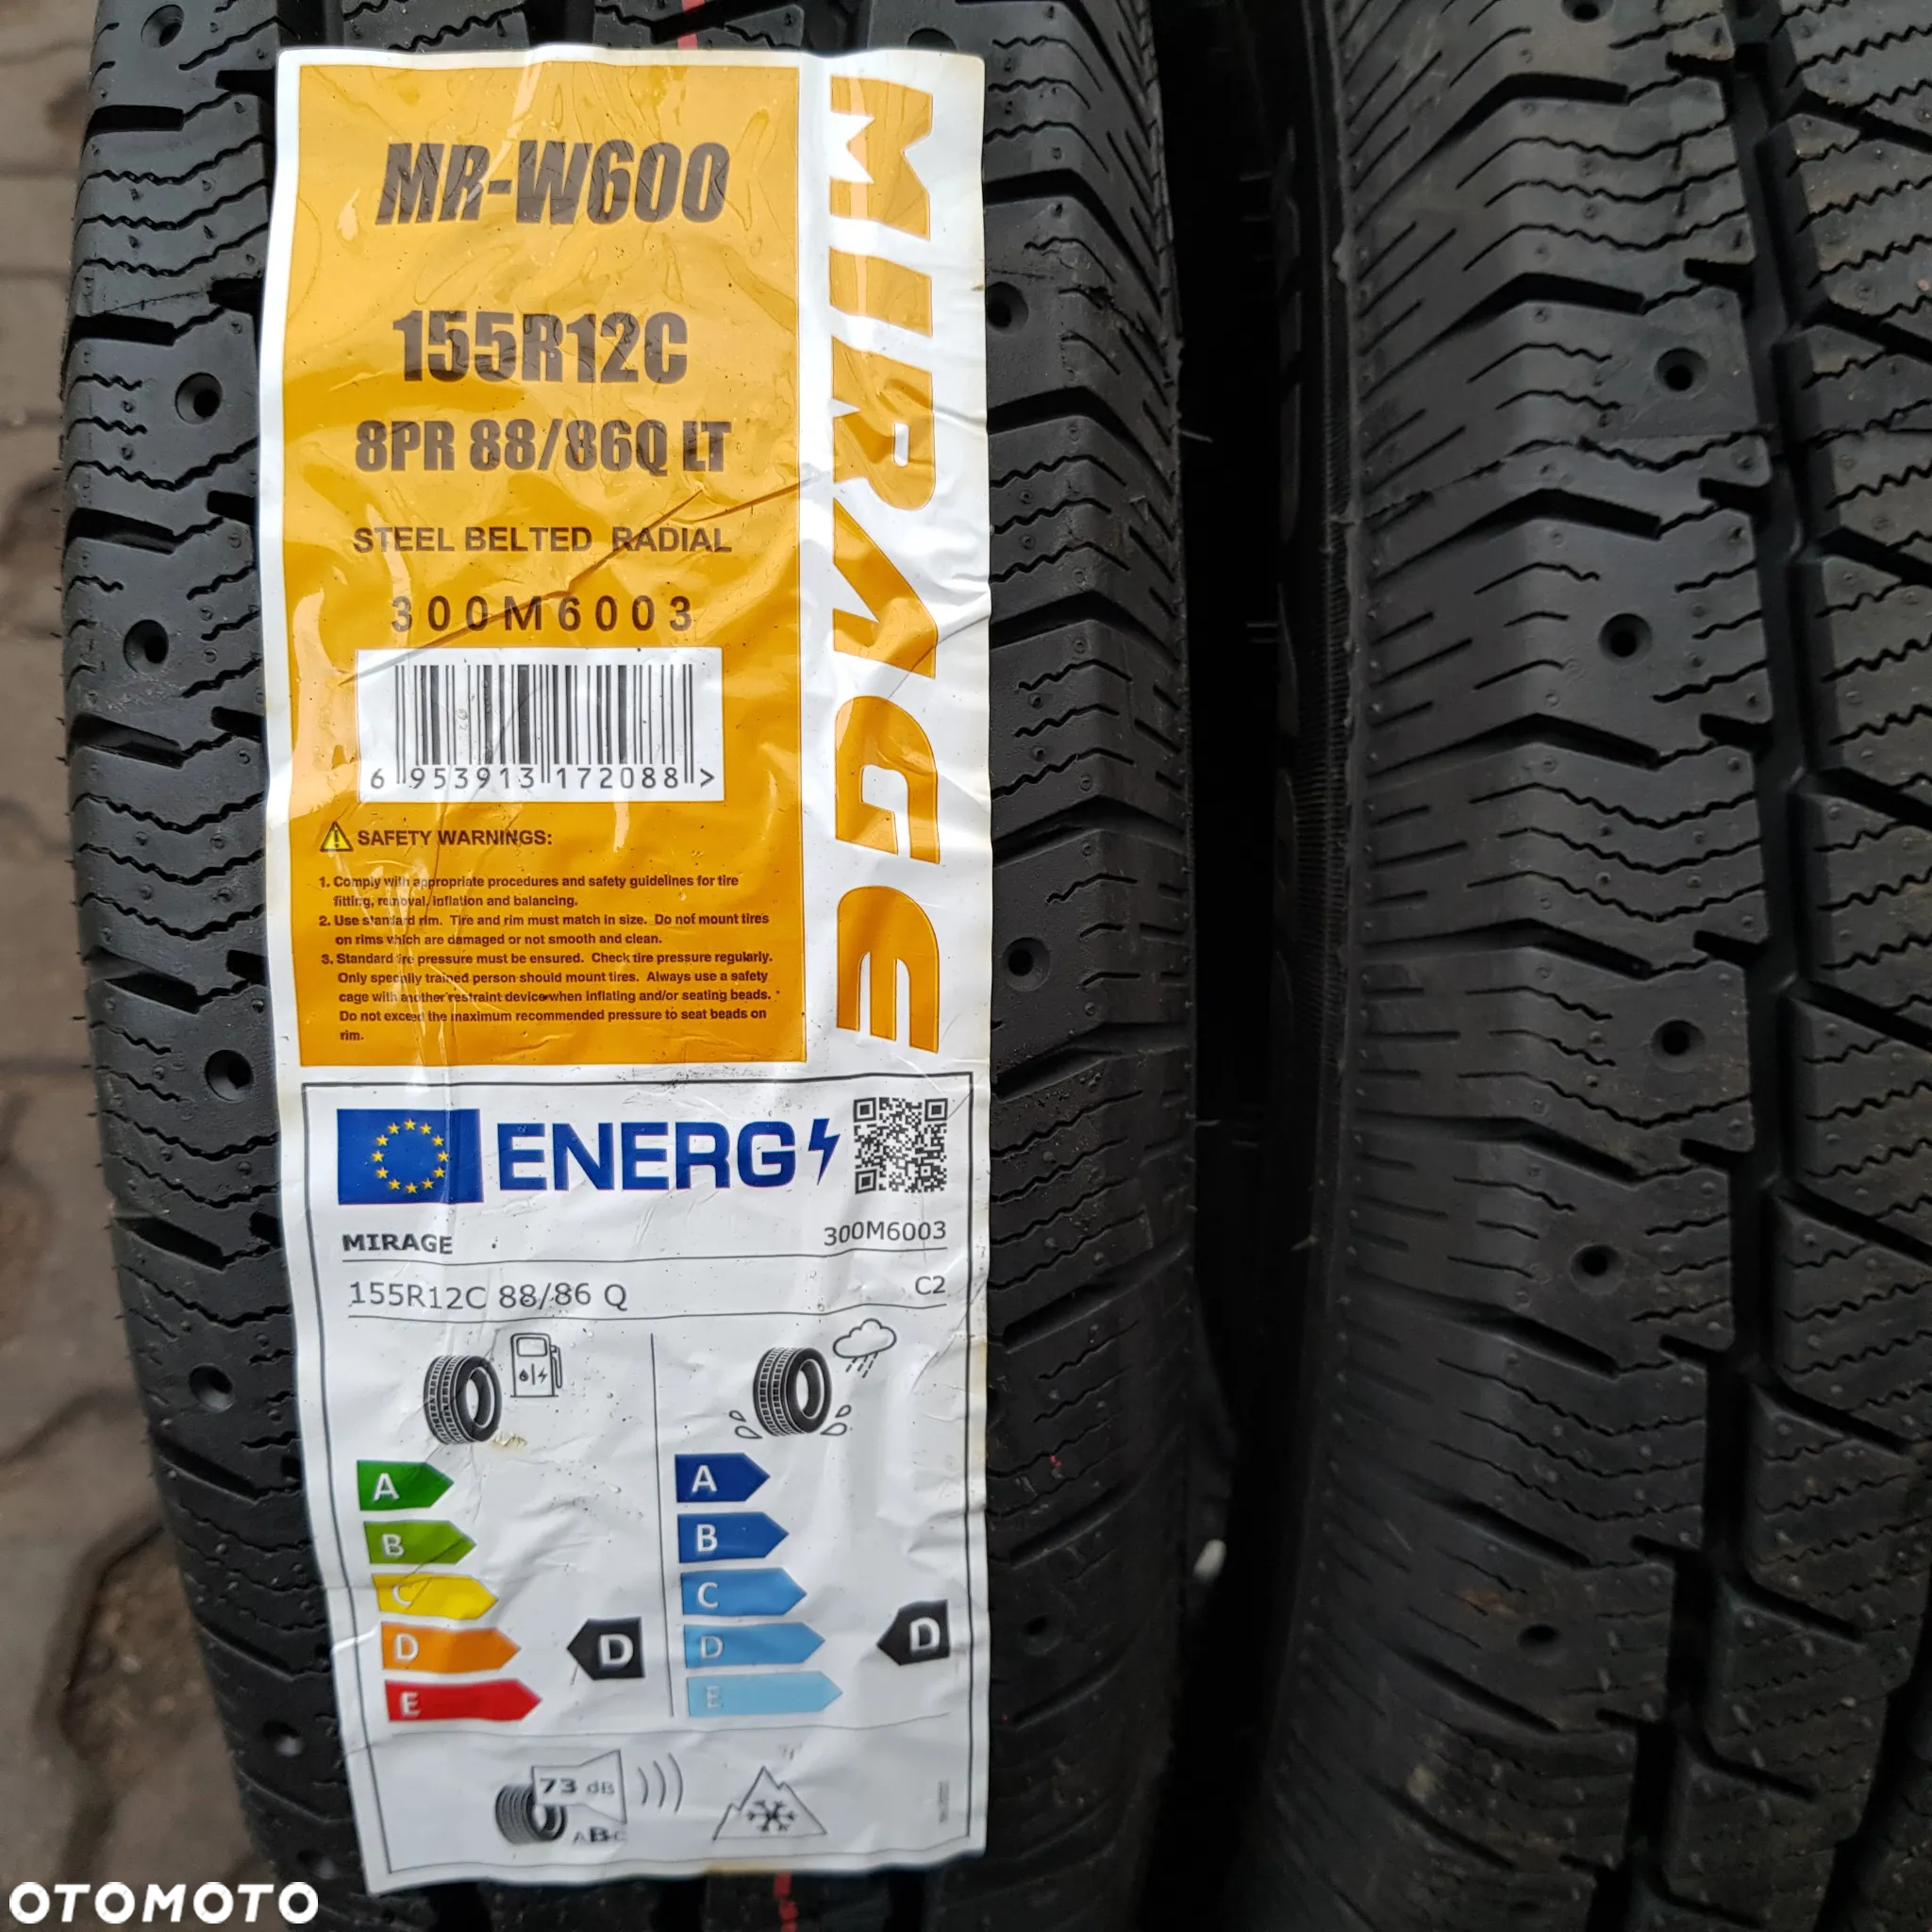 MR-W600
155R12C
8PR 88/86Q LT
STEEL BELTED RADIAL
300M6003
6 953913 172088 >
SAFETY WARNINGS:
1. Comply with appropriate procedures and safety guidelines for tire
fitting, removal, inflation and balancing.
2. Use standard rim. Tire and rim must match in size. Do not mount tires
on rims which are damaged or not smooth and clean.
3. Standard tire pressure must be ensured. Check tire pressure regularly.
Only specially trained person should mount tires. Always use a safety
cage with another restraint device when inflating and/or seating beads.
Do not exceed the maximum recommended pressure to seat beads on
rim.
MIRAGE
ENERG
MIRAGE 300M6003
155R12C 88/86 Q C2
A A
B B
C C
D D D D
E E
73 dB
ABC
OTOMOTO